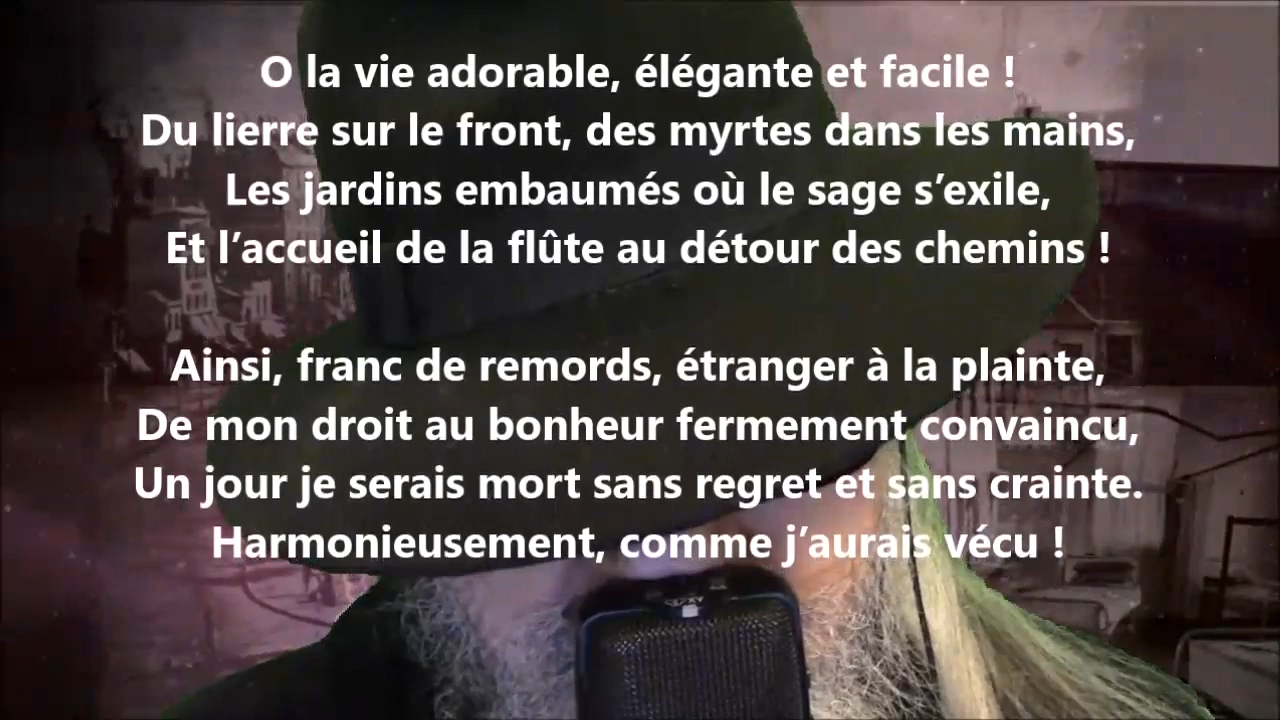 O la vie adorable, élégante et facile !
Du lierre sur le front, des myrtes dans les mains,
Les jardins embaumés où le sage s’exile,
Et l’accueil de la flûte au détour des chemins !
Ainsi, franc de remords, étranger à la plainte,
De mon droit au bonheur fermement convaincu,
Un jour je serais mort sans regret et sans crainte.
Harmonieusement, comme j’aurais vécu !